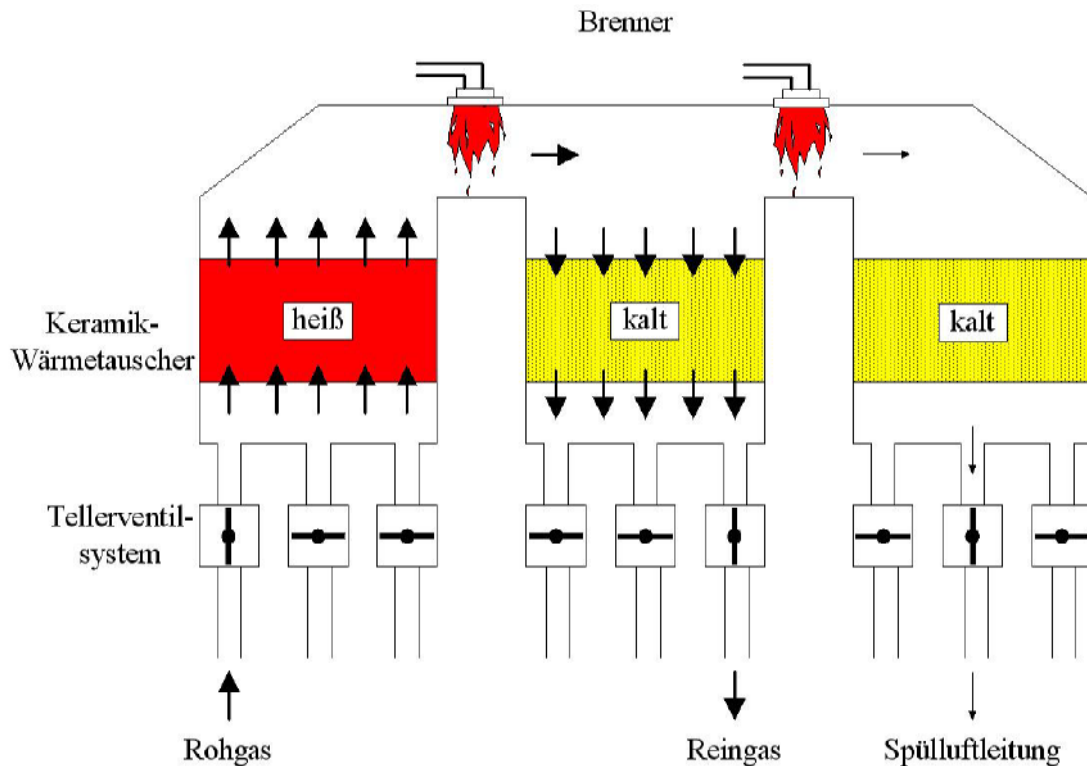 Brenner
heiß
kalt
kalt
Keramik-
Wärmetauscher
Tellerventil-
system
Rohgas
Reingas
Spülluftleitung